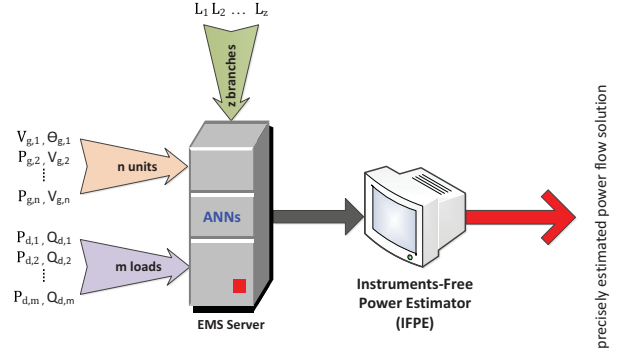 L1 L2 ... Lz
z branches
Vg,1 , Θg,1
Pg,2 , Vg,2
⋮
Pg,n , Vg,n
n units
ANNs
Pd,1 , Qd,1
Pd,2 , Qd,2
⋮
Pd,m , Qd,m
m loads
EMS Server
Instruments-Free
Power Estimator
(IFPE)
precisely estimated power flow solution